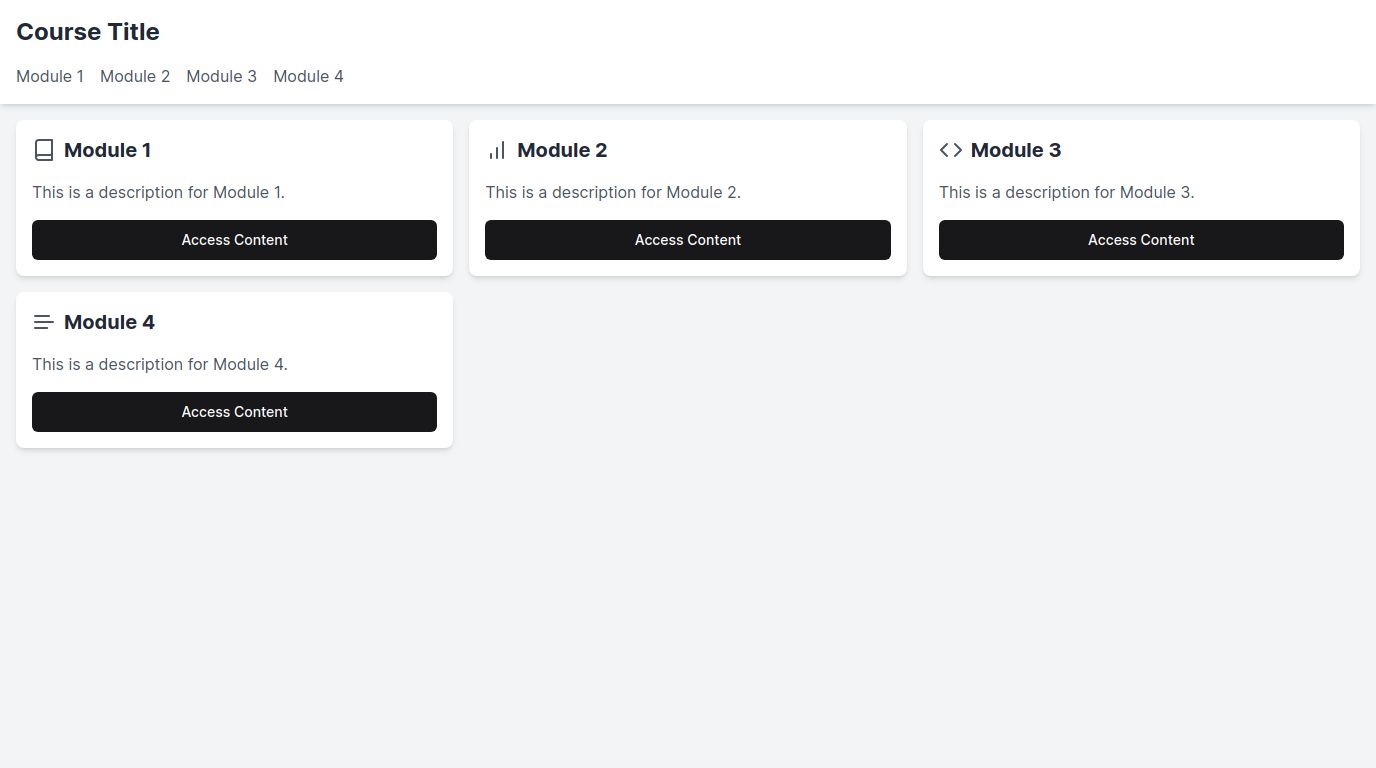 Course Title
Module 1 Module 2 Module 3 Module 4
Module 1
This is a description for Module 1.
Access Content
Module 2
This is a description for Module 2.
Access Content
Module 3
This is a description for Module 3.
Access Content
Module 4
This is a description for Module 4.
Access Content